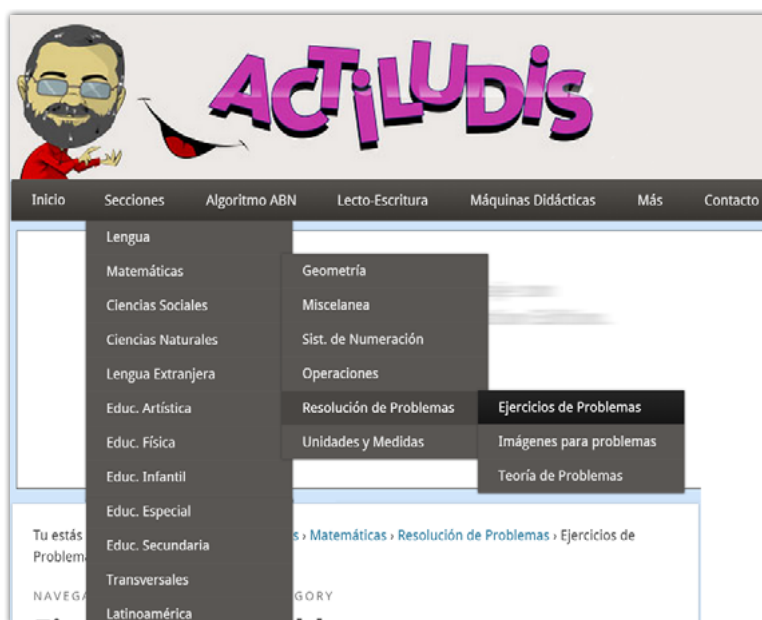 ACTiLUDiS
Inicio Secciones Algoritmo ABN Lecto-Escritura Máquinas Didácticas Más Contacto
Lengua
Matemáticas Geometría
Ciencias Sociales Miscelanea
Ciencias Naturales Sist. de Numeración
Lengua Extranjera Operaciones
Educ. Artística Resolución de Problemas Ejercicios de Problemas
Educ. Física Unidades y Medidas Imágenes para problemas
Educ. Infantil Teoría de Problemas
Educ. Especial
Tu estás s › Matemáticas › Resolución de Problemas › Ejercicios de
Educ. Secundaria
Problem
Transversales
NAVEGA GORY
Latinoamérica